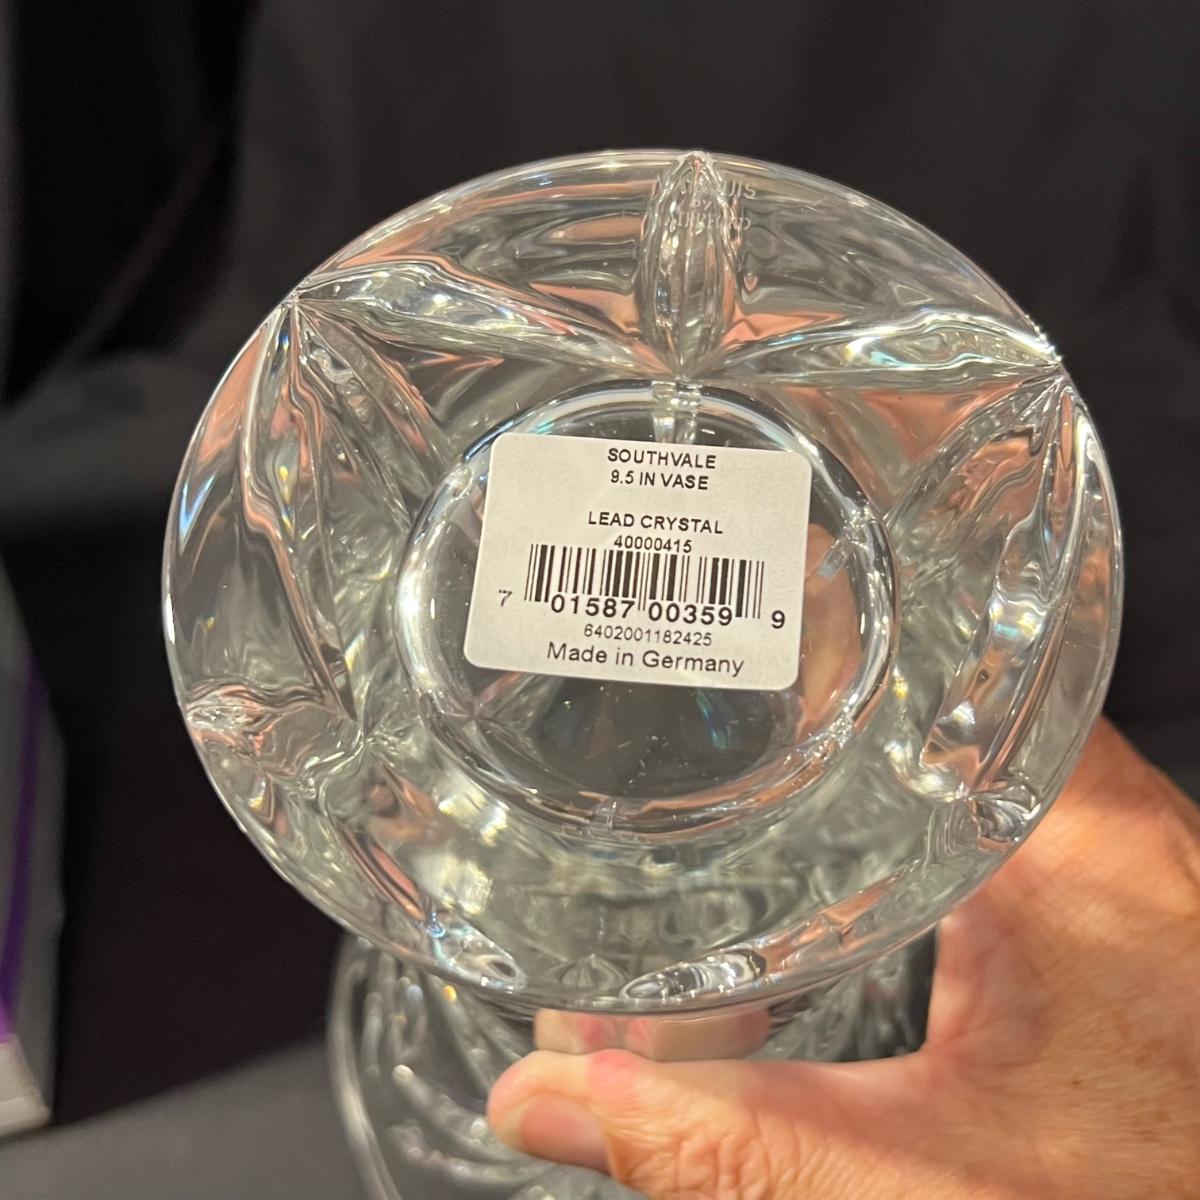 SOUTHVALE
9.5 IN VASE
LEAD CRYSTAL
40000415
7 01587 00359 9
6402001182425
Made in Germany